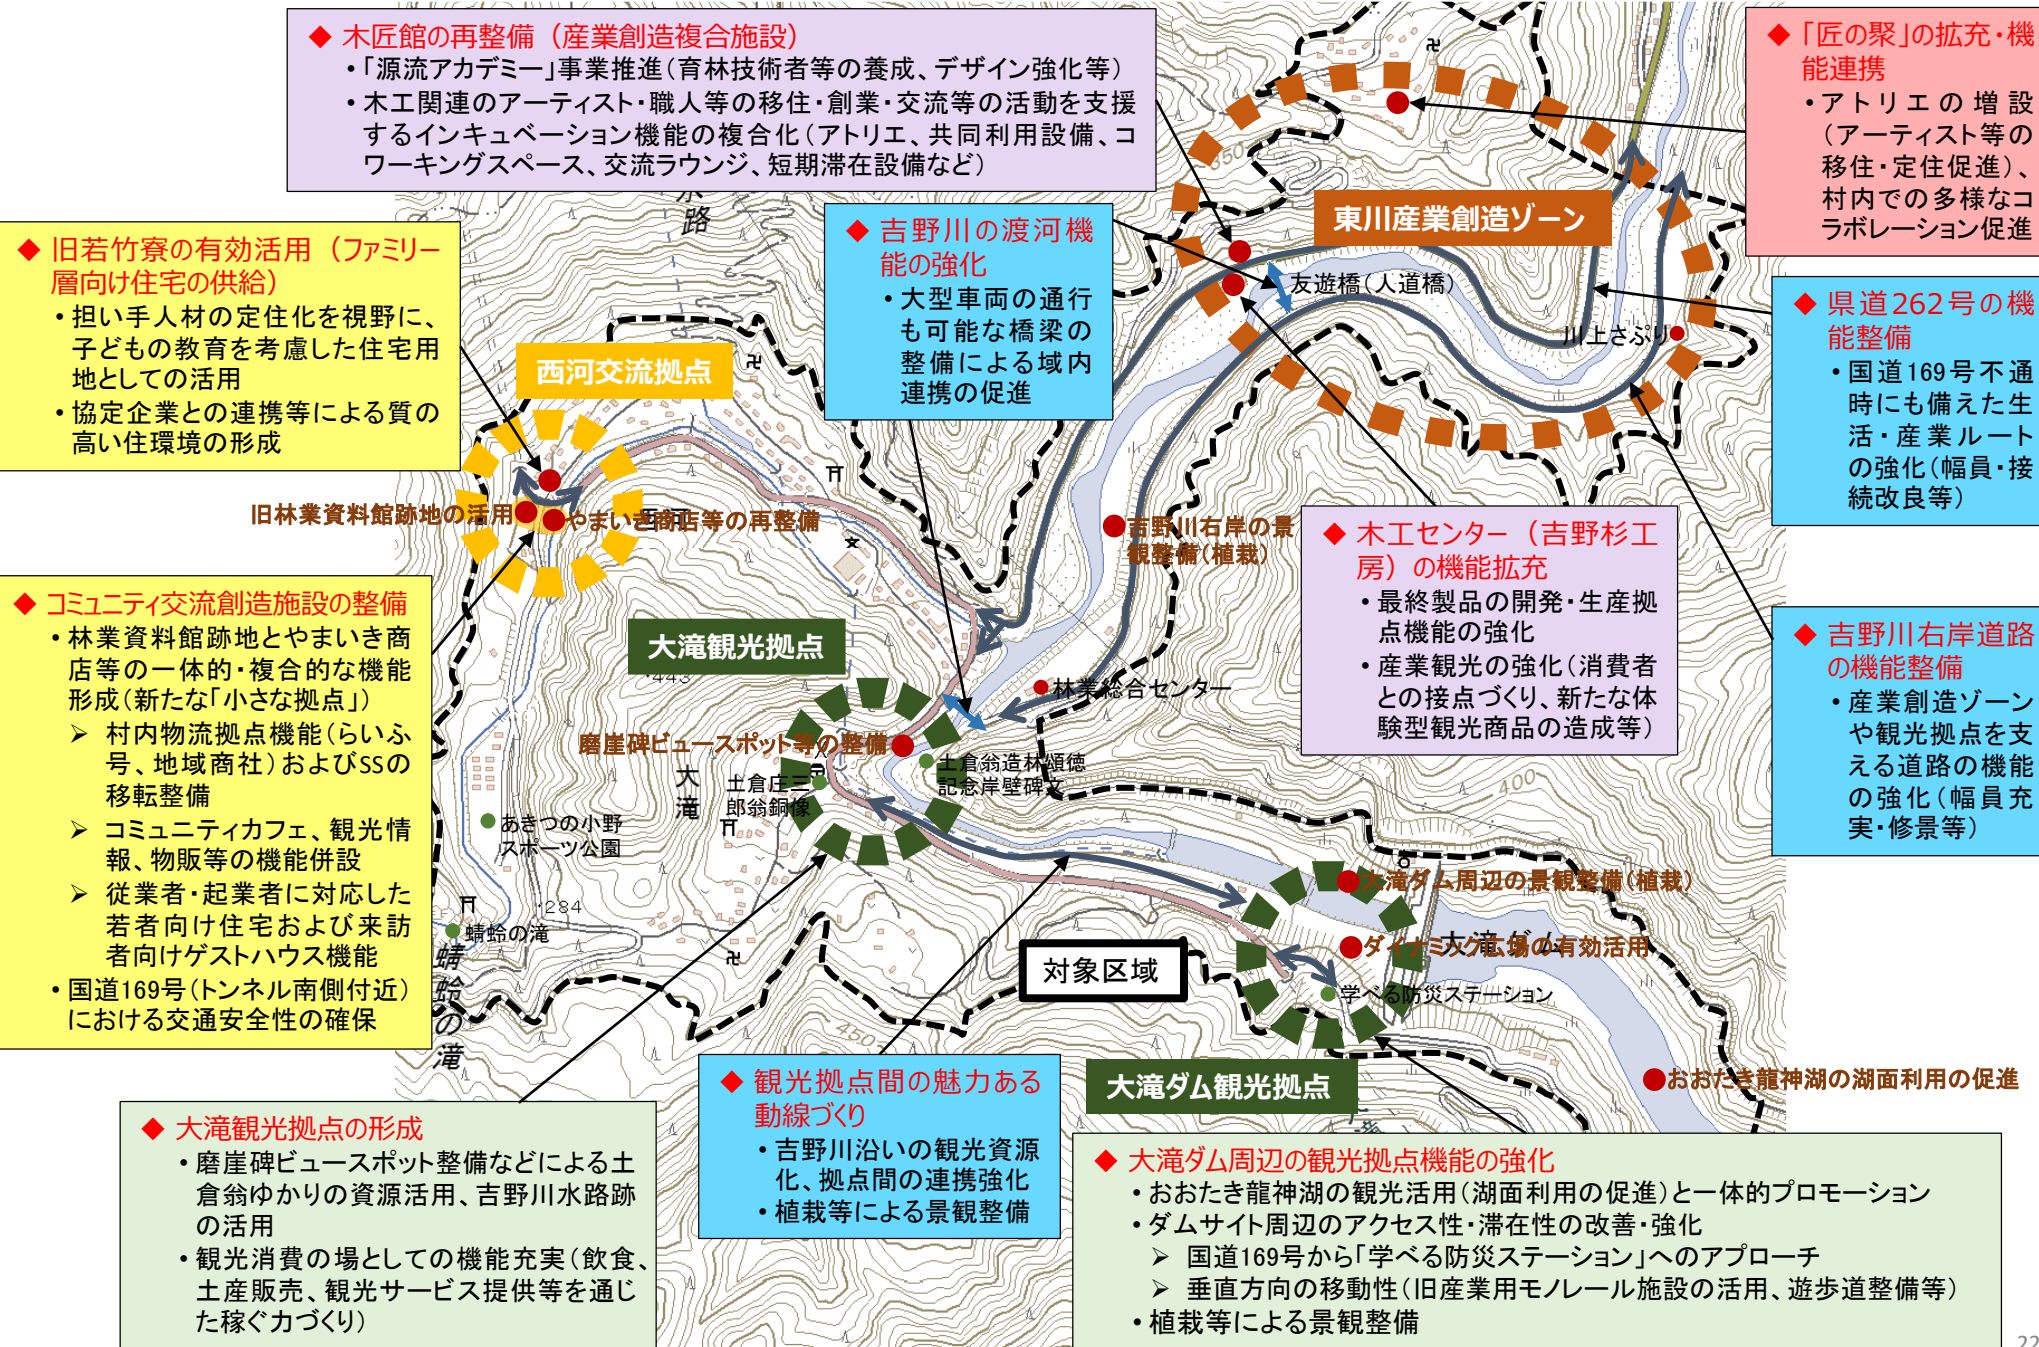 ◆ 木匠館の再整備（産業創造複合施設）
・「源流アカデミー」事業推進（育林技術者等の養成、デザイン強化等）
・木工関連のアーティスト・職人等の移住・創業・交流等の活動を支援
するインキュベーション機能の複合化（アトリエ、共同利用設備、コ
ワーキングスペース、交流ラウンジ、短期滞在設備など）
◆ 「匠の聚」の拡充・機
能連携
・アトリエの増設
（アーティスト等の
移住・定住促進）、
村内での多様なコ
ラボレーション促進
◆ 旧若竹寮の有効活用（ファミリー
層向け住宅の供給）
・担い手人材の定住化を視野に、
子どもの教育を考慮した住宅用
地としての活用
・協定企業との連携等による質の
高い住環境の形成
◆ 吉野川の渡河機
能の強化
・大型車両の通行
も可能な橋梁の
整備による域内
連携の促進
水路
350
東川産業創造ゾーン
友遊橋（人道橋）
川上さぷり
◆ 県道262号の機
能整備
・国道169号不通
時にも備えた生
活・産業ルート
の強化（幅員・接
続改良等）
西河交流拠点
旧林業資料館跡地の活用
西河
やまいき商店等の再整備
吉野川右岸の景
観整備（植栽）
◆ 木工センター（吉野杉工
房）の機能拡充
・最終製品の開発・生産拠
点機能の強化
・産業観光の強化（消費者
との接点づくり、新たな体
験型観光商品の造成等）
◆ コミュニティ交流創造施設の整備
・林業資料館跡地とやまいき商
店等の一体的・複合的な機能
形成（新たな「小さな拠点」）
➢ 村内物流拠点機能（らいふ
号、地域商社）およびSSの
移転整備
➢ コミュニティカフェ、観光情
報、物販等の機能併設
➢ 従業者・起業者に対応した
若者向け住宅および来訪
者向けゲストハウス機能
・国道169号（トンネル南側付近）
における交通安全性の確保
◆ 吉野川右岸道路
の機能整備
・産業創造ゾーン
や観光拠点を支
える道路の機能
の強化（幅員充
実・修景等）
大滝観光拠点
443
林業総合センター
磨崖碑ビュースポット等の整備
土倉翁造林頌徳
記念岸壁碑文
大滝
土倉庄三
郎翁銅像
400
あきつの小野
スポーツ公園
284
蜻蛉の滝
蜻蛉の滝
大滝ダム周辺の景観整備（植栽）
大滝ダム
ダイナミック広場の有効活用
対象区域
学べる防災ステーション
450
大滝ダム観光拠点
おおたき龍神湖の湖面利用の促進
◆ 大滝観光拠点の形成
・磨崖碑ビュースポット整備などによる土
倉翁ゆかりの資源活用、吉野川水路跡
の活用
・観光消費の場としての機能充実（飲食、
土産販売、観光サービス提供等を通じ
た稼ぐ力づくり）
◆ 観光拠点間の魅力ある
動線づくり
・吉野川沿いの観光資源
化、拠点間の連携強化
・植栽等による景観整備
◆ 大滝ダム周辺の観光拠点機能の強化
・おおたき龍神湖の観光活用（湖面利用の促進）と一体的プロモーション
・ダムサイト周辺のアクセス性・滞在性の改善・強化
➢ 国道169号から「学べる防災ステーション」へのアプローチ
➢ 垂直方向の移動性（旧産業用モノレール施設の活用、遊歩道整備等）
・植栽等による景観整備
22